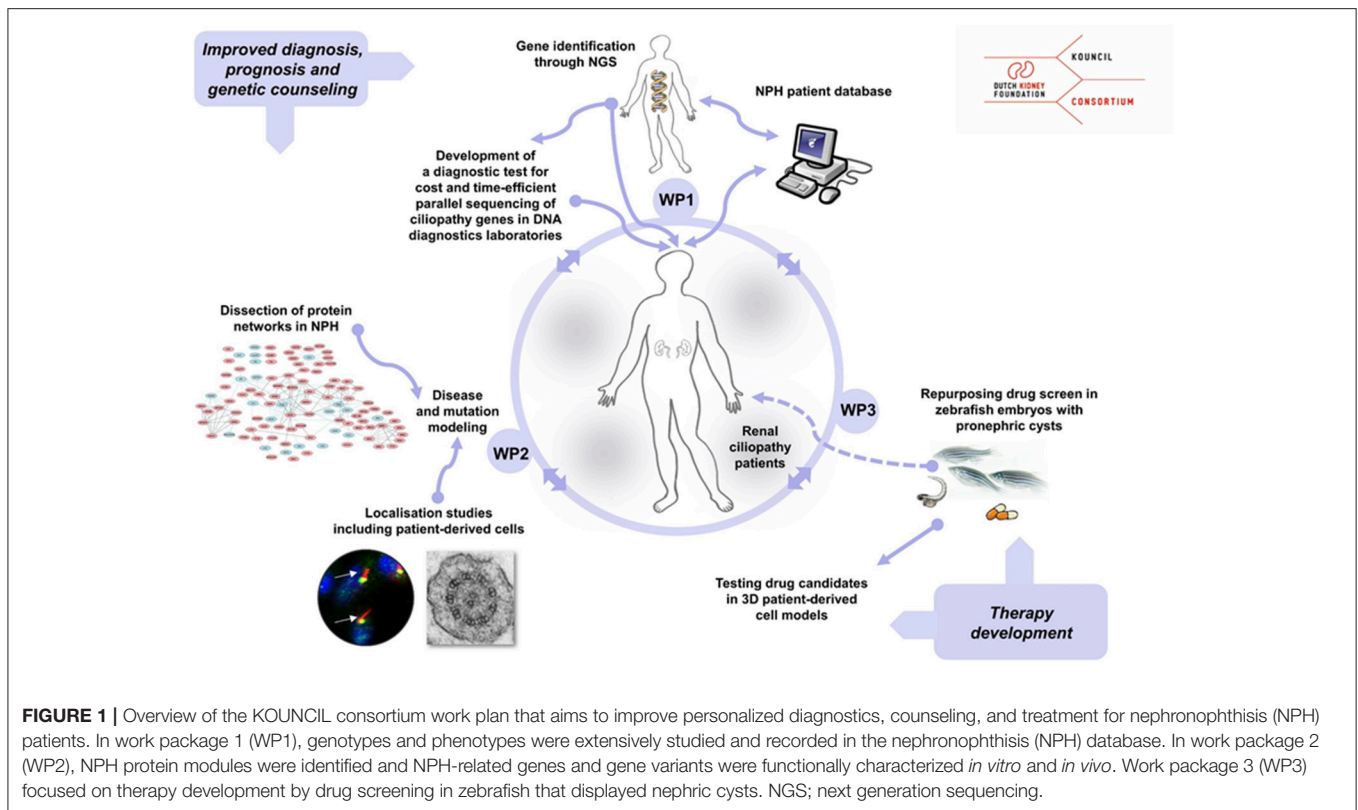 Improved diagnosis,
prognosis and
genetic counseling
Gene identification
through NGS
NPH patient database
KOUNCIL
DUTCH KIDNEY
FOUNDATION
CONSORTIUM
Development of
a diagnostic test for
cost and time-efficient
parallel sequencing of
ciliopathy genes in DNA
diagnostics laboratories
WP1
Dissection of protein
networks in NPH
Disease
and mutation
modeling
WP2
Localisation studies
including patient-derived cells
Renal
ciliopathy
patients
WP3
Repurposing drug screen in
zebrafish embryos with
pronephric cysts
Testing drug candidates
in 3D patient-derived
cell models
Therapy
development
FIGURE 1 | Overview of the KOUNCIL consortium work plan that aims to improve personalized diagnostics, counseling, and treatment for nephronophthisis (NPH)
patients. In work package 1 (WP1), genotypes and phenotypes were extensively studied and recorded in the nephronophthisis (NPH) database. In work package 2
(WP2), NPH protein modules were identified and NPH-related genes and gene variants were functionally characterized in vitro and in vivo. Work package 3 (WP3)
focused on therapy development by drug screening in zebrafish that displayed nephric cysts. NGS; next generation sequencing.